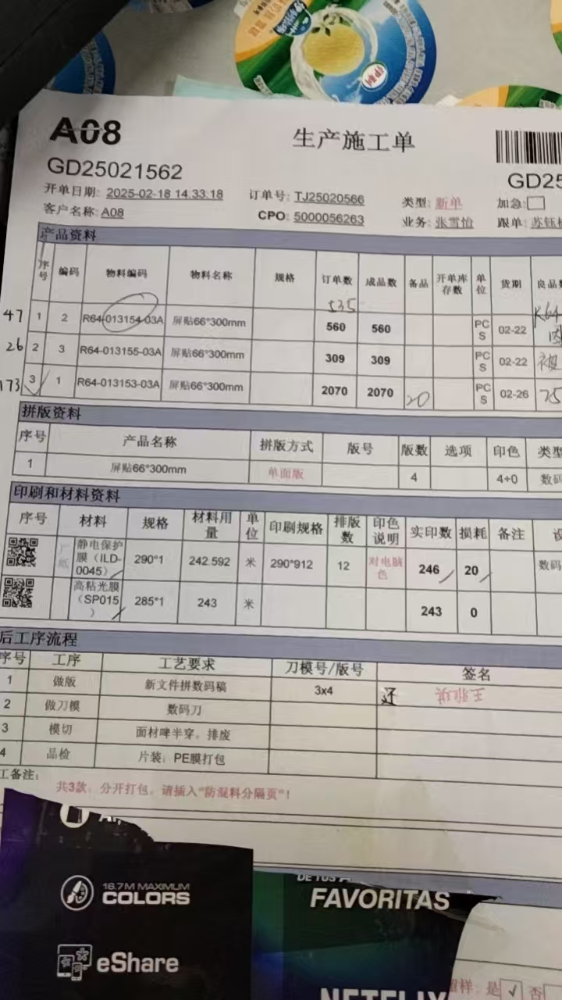 伊利
A08
生产施工单
GD25021562
GD25
开单日期: 2025-02-18 14.33.18 订单号: TJ25020566 类型: 新单 加急:
客户名称: A08 CPO: 5000056263 业务: 张雪怡 跟单: 苏钰
产品资料
序号 编码 物料编码 物料名称 规格 订单数 成品数 备品 开单库存数 单位 货期 良品数
535
47 1 2 R64-013154-03A 屏贴66*300mm 560 560 PCS 02-22 R64
26 2 3 R64-013155-03A 屏贴66*300mm 309 309 PCS 02-22
173 3 1 R64-013153-03A 屏贴66*300mm 2070 2070 20 PCS 02-26
拼版资料
序号 产品名称 拼版方式 版号 版数 选项 印色 类型
1 屏贴66*300mm 单面版 4 4+0 数码
印刷和材料资料
序号 材料 规格 材料用量 单位 印刷规格 排版数 印色说明 实印数 损耗 备注 设
广纸 静电保护膜（ILD-0045） 290*1 242.592 米 290*912 12 对电脑色 246 20 数码
高粘光膜（SP015） 285*1 243 米 243 0
后工序流程
序号 工序 工艺要求 刀模号/版号 签名
1 做版 新文件拼数码稿 3x4
2 做刀模 数码刀
3 模切 面材啤半穿，排废
4 品检 片装，PE膜打包
工备注:
共3款，分开打包，请插入"防混料分隔页"!
16.7M MAXIMUM
COLORS
eShare
DE TUS
FAVORITAS
NETFLIX
留样: 是 √ 否